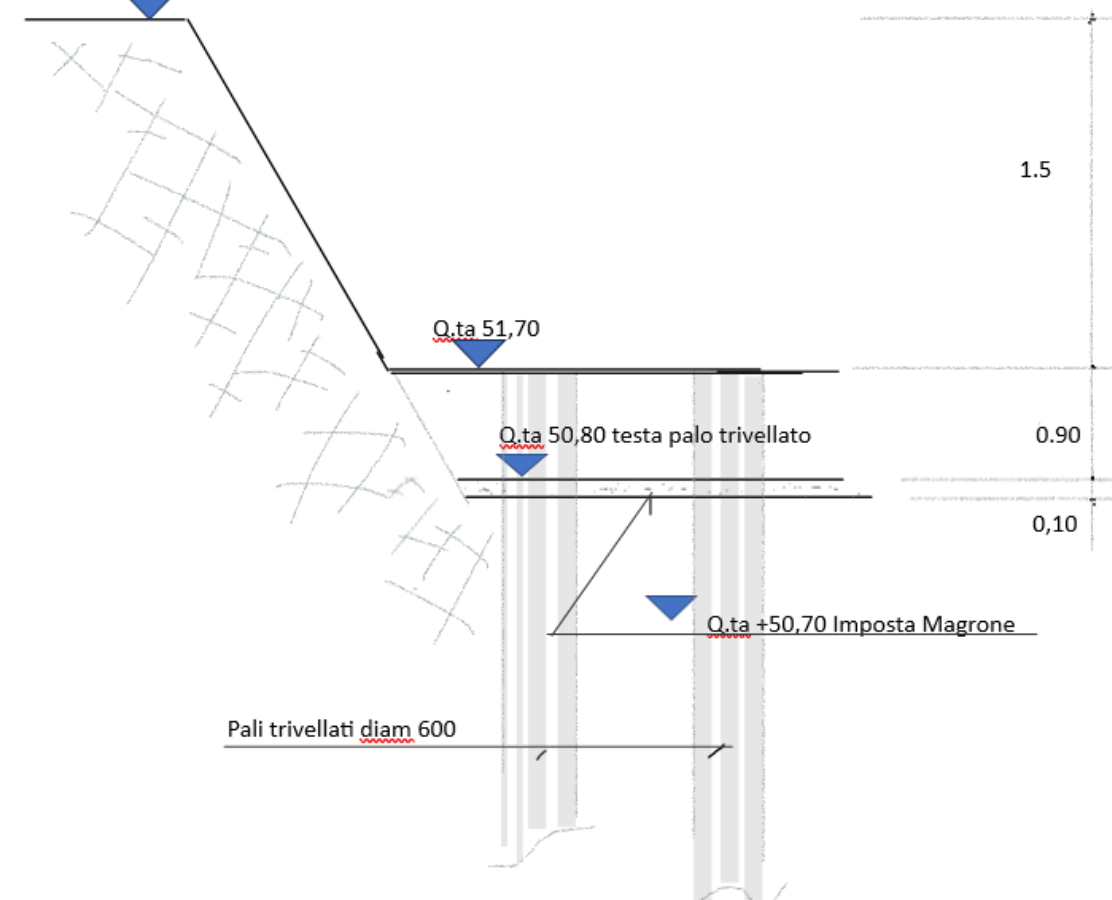 1.5
Q.ta 51,70
Q.ta 50,80 testa palo trivellato
0.90
0,10
Q.ta +50,70 Imposta Magrone
Pali trivellati diam 600